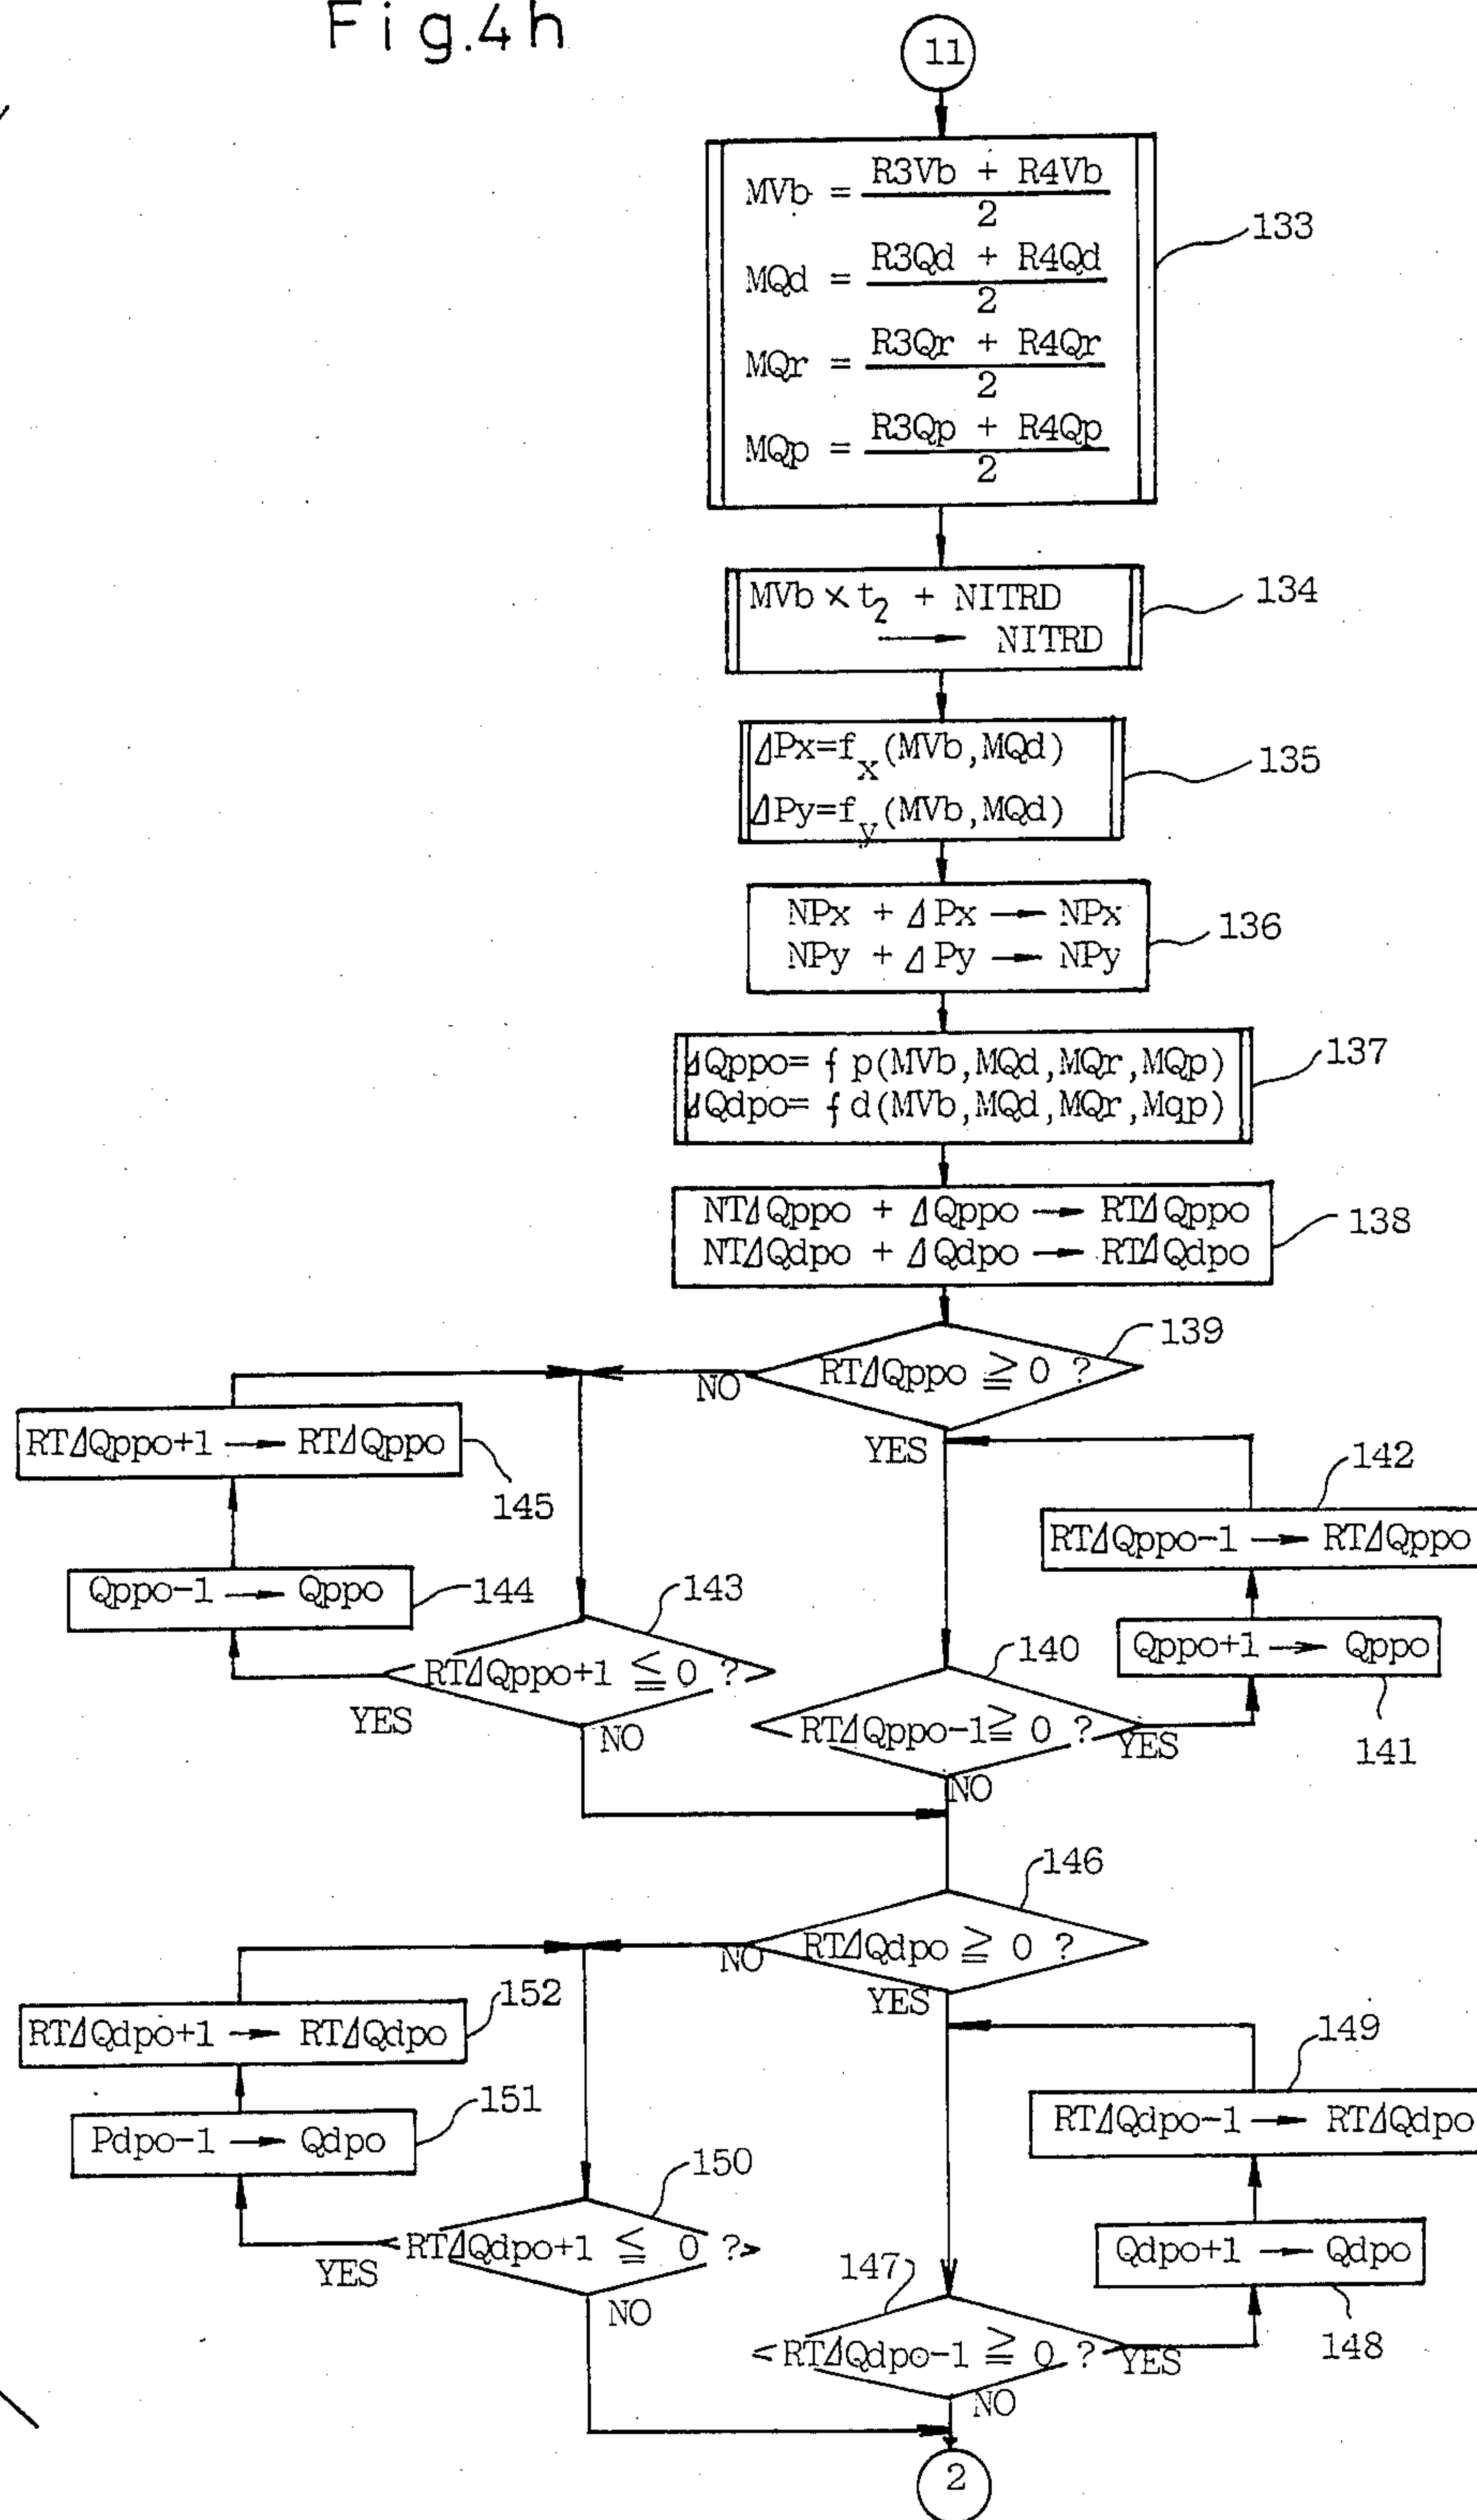 Fig.4h
11
MVb = R3Vb + R4Vb
2
MQd = R3Qd + R4Qd
2
MQr = R3Qr + R4Qr
2
MQp = R3Qp + R4Qp
2
133
MVb × t2 + NITRD
→ NITRD
134
ΔPx=fx(MVb,MQd)
ΔPy=fy(MVb,MQd)
135
NPx + ΔPx → NPx
NPy + ΔPy → NPy
136
ΔQppo= f p(MVb,MQd,MQr,MQp)
ΔQdpo= f d(MVb,MQd,MQr,Mqp)
137
NTΔQppo + ΔQppo → RTΔQppo
NTΔQdpo + ΔQdpo → RTΔQdpo
138
139
RTΔQppo ≧ 0 ?
NO
YES
RTΔQppo+1 → RTΔQppo
145
142
RTΔQppo-1 → RTΔQppo
Qppo-1 → Qppo
144
143
RTΔQppo+1 ≦ 0 ?
YES
NO
140
RTΔQppo-1≧ 0 ?
YES
NO
Qppo+1 → Qppo
141
146
RTΔQdpo ≧ 0 ?
NO
YES
152
RTΔQdpo+1 → RTΔQdpo
149
RTΔQdpo-1 → RTΔQdpo
151
Pdpo-1 → Qdpo
150
RTΔQdpo+1 ≦ 0 ?
YES
NO
Qdpo+1 → Qdpo
148
147
RTΔQdpo-1 ≧ 0 ?
YES
NO
2